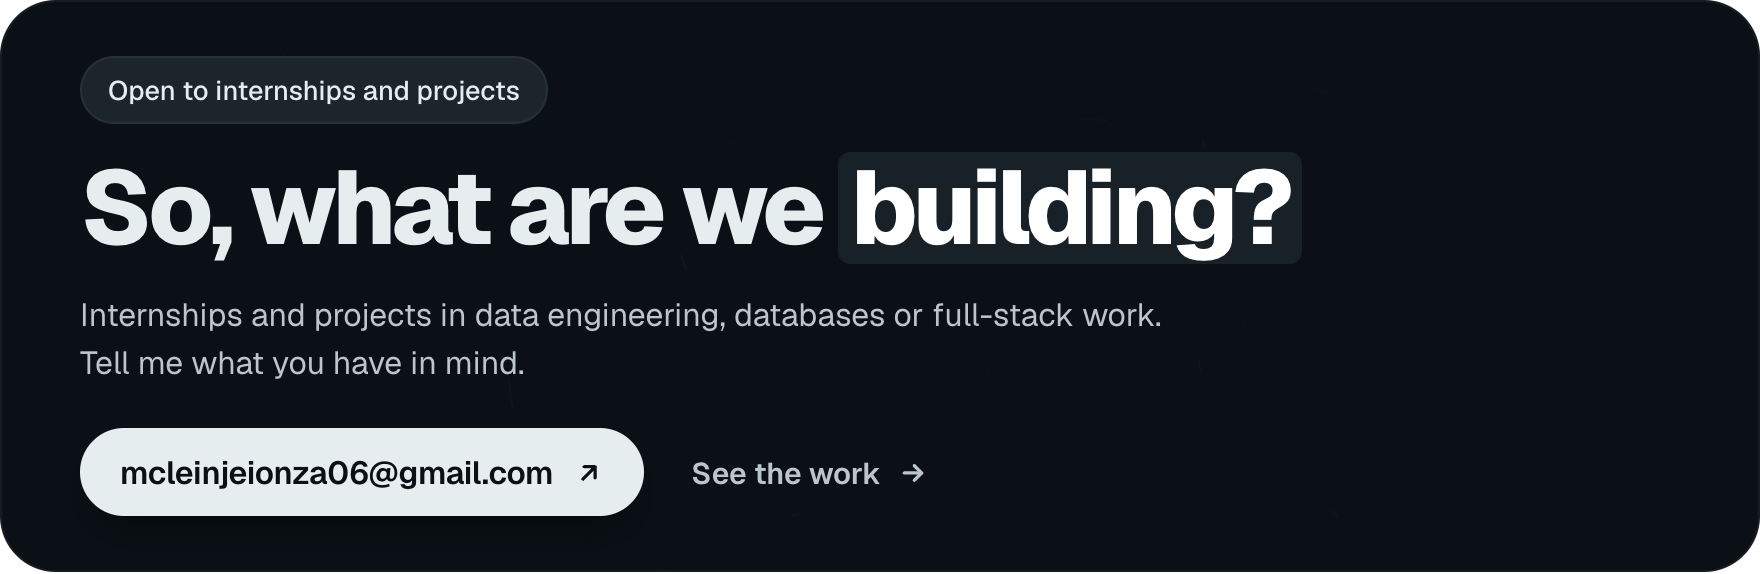 Open to internships and projects
So, what are we building?
Internships and projects in data engineering, databases or full-stack work.
Tell me what you have in mind.
mcleinjeionza06@gmail.com ↗
See the work →